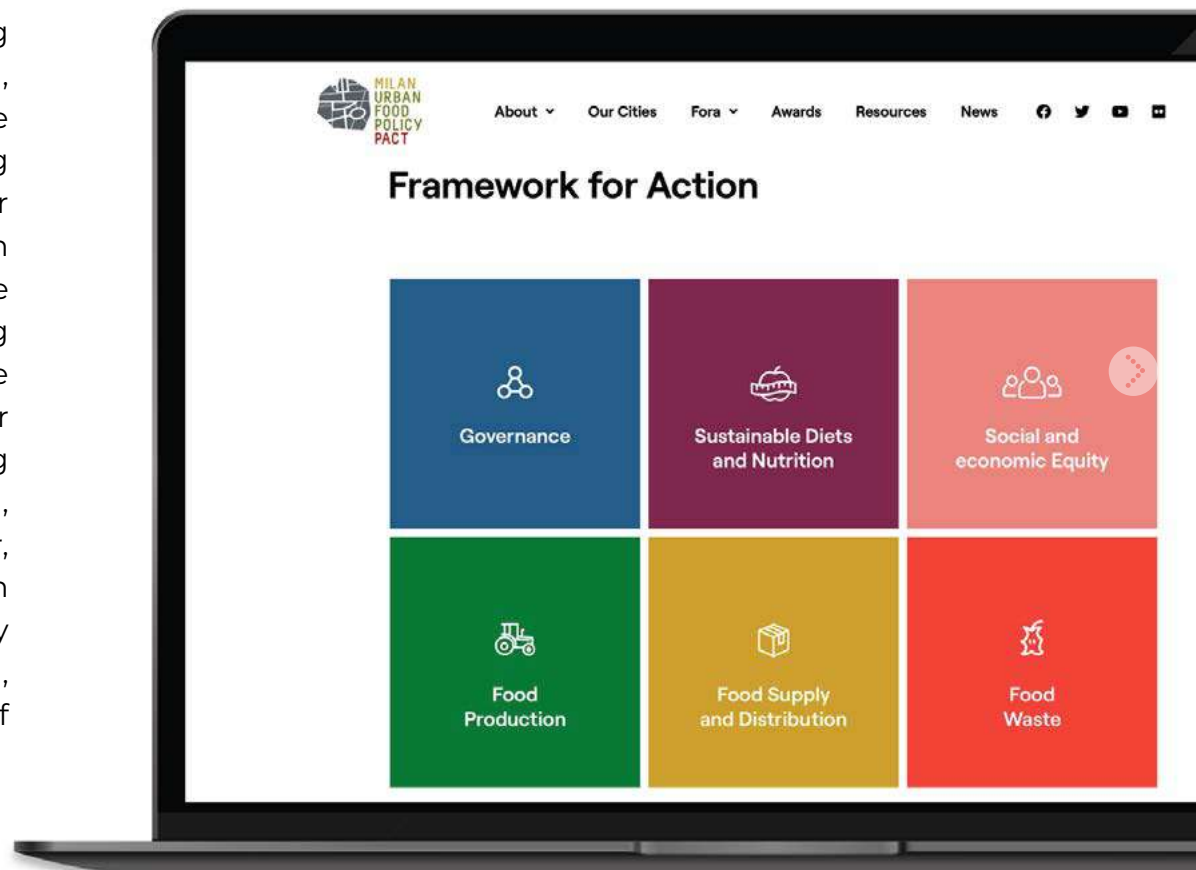 MILAN
URBAN
FOOD
POLICY
PACT
About Our Cities Fora Awards Resources News
Framework for Action
Governance
Sustainable Diets
and Nutrition
Social and
economic Equity
Food
Production
Food Supply
and Distribution
Food
Waste